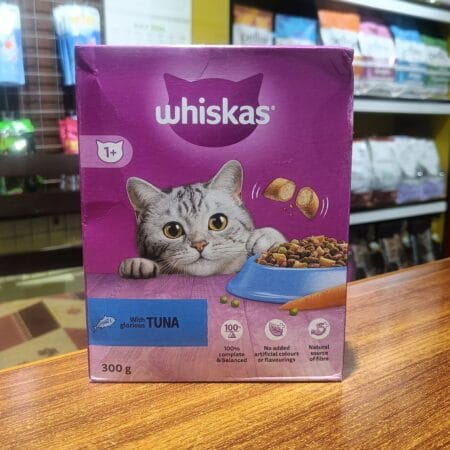 whiskas®
1+
With
glorious TUNA
100%
100%
complete
& Balanced
No added
artificial colours
or flavourings
Natural
source
of fibre
300 g